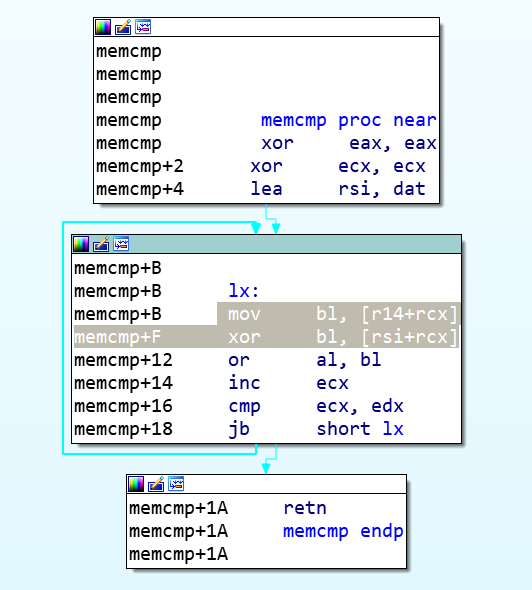 memcmp
memcmp
memcmp
memcmp memcmp proc near
memcmp xor eax, eax
memcmp+2 xor ecx, ecx
memcmp+4 lea rsi, dat
memcmp+B
memcmp+B lx:
memcmp+B mov bl, [r14+rcx]
memcmp+F xor bl, [rsi+rcx]
memcmp+12 or al, bl
memcmp+14 inc ecx
memcmp+16 cmp ecx, edx
memcmp+18 jb short lx
memcmp+1A retn
memcmp+1A memcmp endp
memcmp+1A